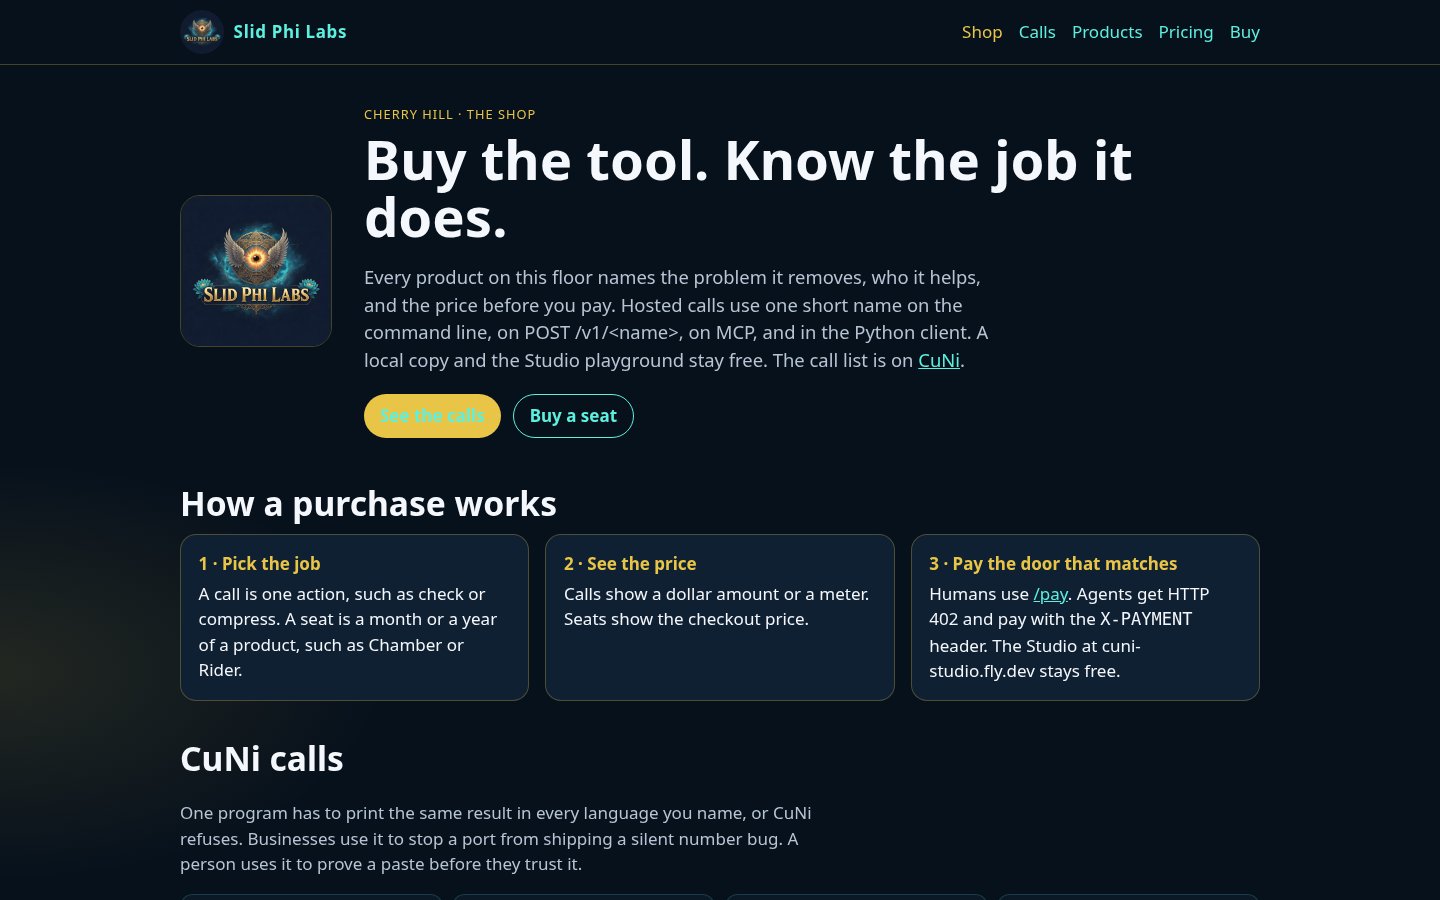 SLID PHI LABS
Slid Phi Labs
Shop Calls Products Pricing Buy
CHERRY HILL · THE SHOP
Buy the tool. Know the job it
does.
SLID PHI LABS
Every product on this floor names the problem it removes, who it helps,
and the price before you pay. Hosted calls use one short name on the
command line, on POST /v1/<name>, on MCP, and in the Python client. A
local copy and the Studio playground stay free. The call list is on CuNi.
See the calls
Buy a seat
How a purchase works
1 · Pick the job
A call is one action, such as check or
compress. A seat is a month or a year
of a product, such as Chamber or
Rider.
2 · See the price
Calls show a dollar amount or a meter.
Seats show the checkout price.
3 · Pay the door that matches
Humans use /pay. Agents get HTTP
402 and pay with the X-PAYMENT
header. The Studio at cuni-
studio.fly.dev stays free.
CuNi calls
One program has to print the same result in every language you name, or CuNi
refuses. Businesses use it to stop a port from shipping a silent number bug. A
person uses it to prove a paste before they trust it.